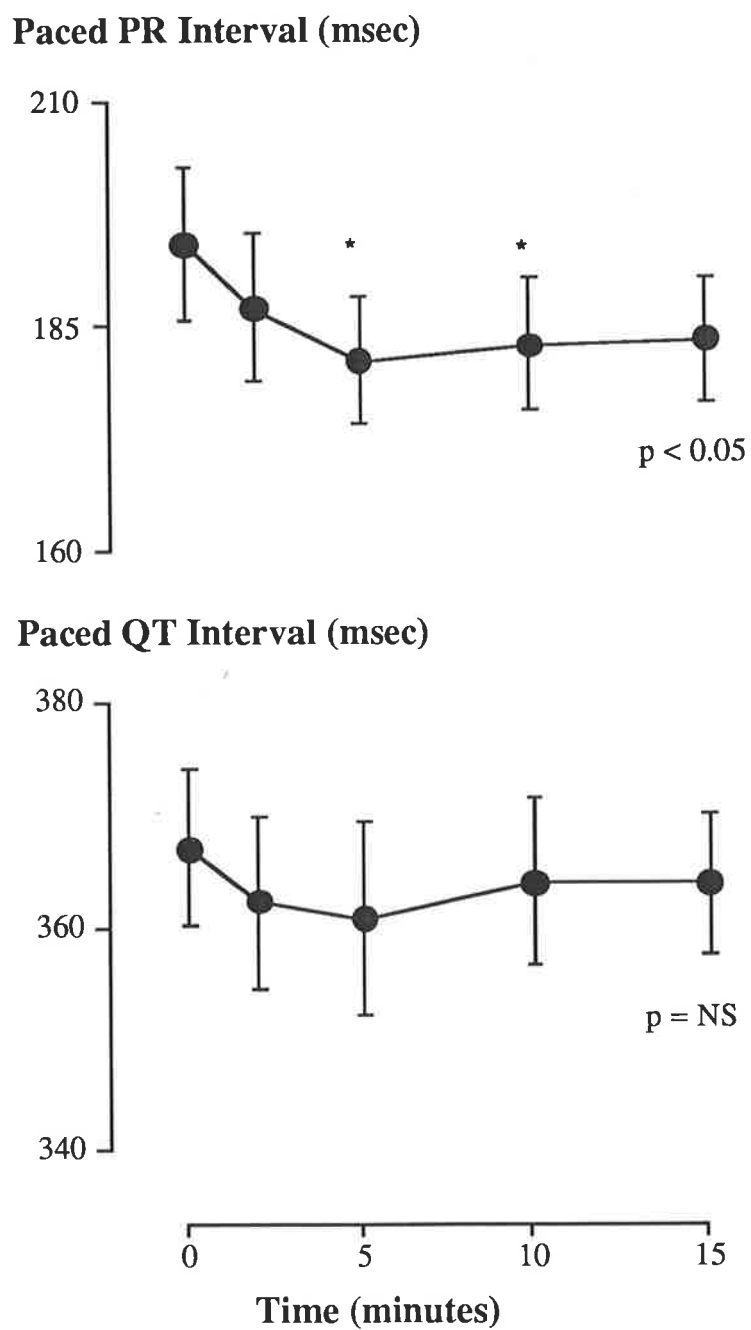 Paced PR Interval (msec)
210
* *
185
p < 0.05
160
Paced QT Interval (msec)
380
360
p = NS
340
0 5 10 15
Time (minutes)